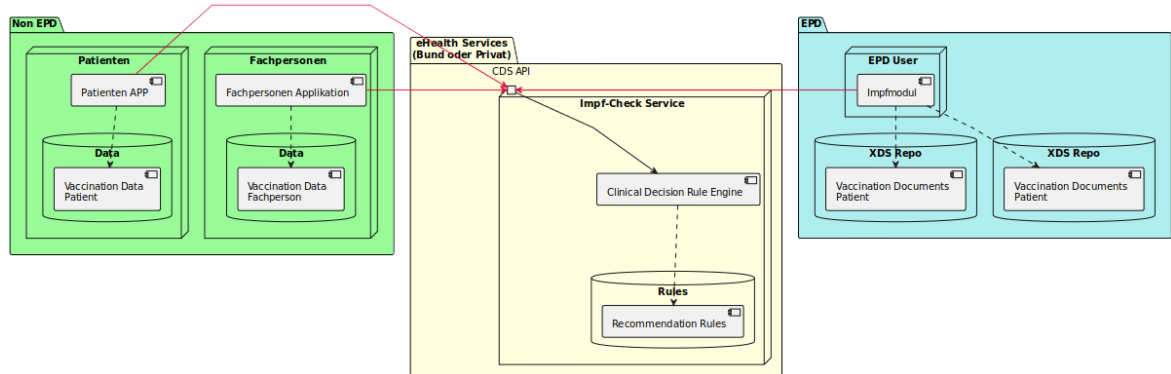 Non EPD
Patienten
Patienten APP
Data
Vaccination Data
Patient
Fachpersonen
Fachpersonen Applikation
Data
Vaccination Data
Fachperson
eHealth Services
(Bund oder Privat)
CDS API
Impf-Check Service
Clinical Decision Rule Engine
Rules
Recommendation Rules
EPD
EPD User
Impfmodul
XDS Repo
Vaccination Documents
Patient
XDS Repo
Vaccination Documents
Patient